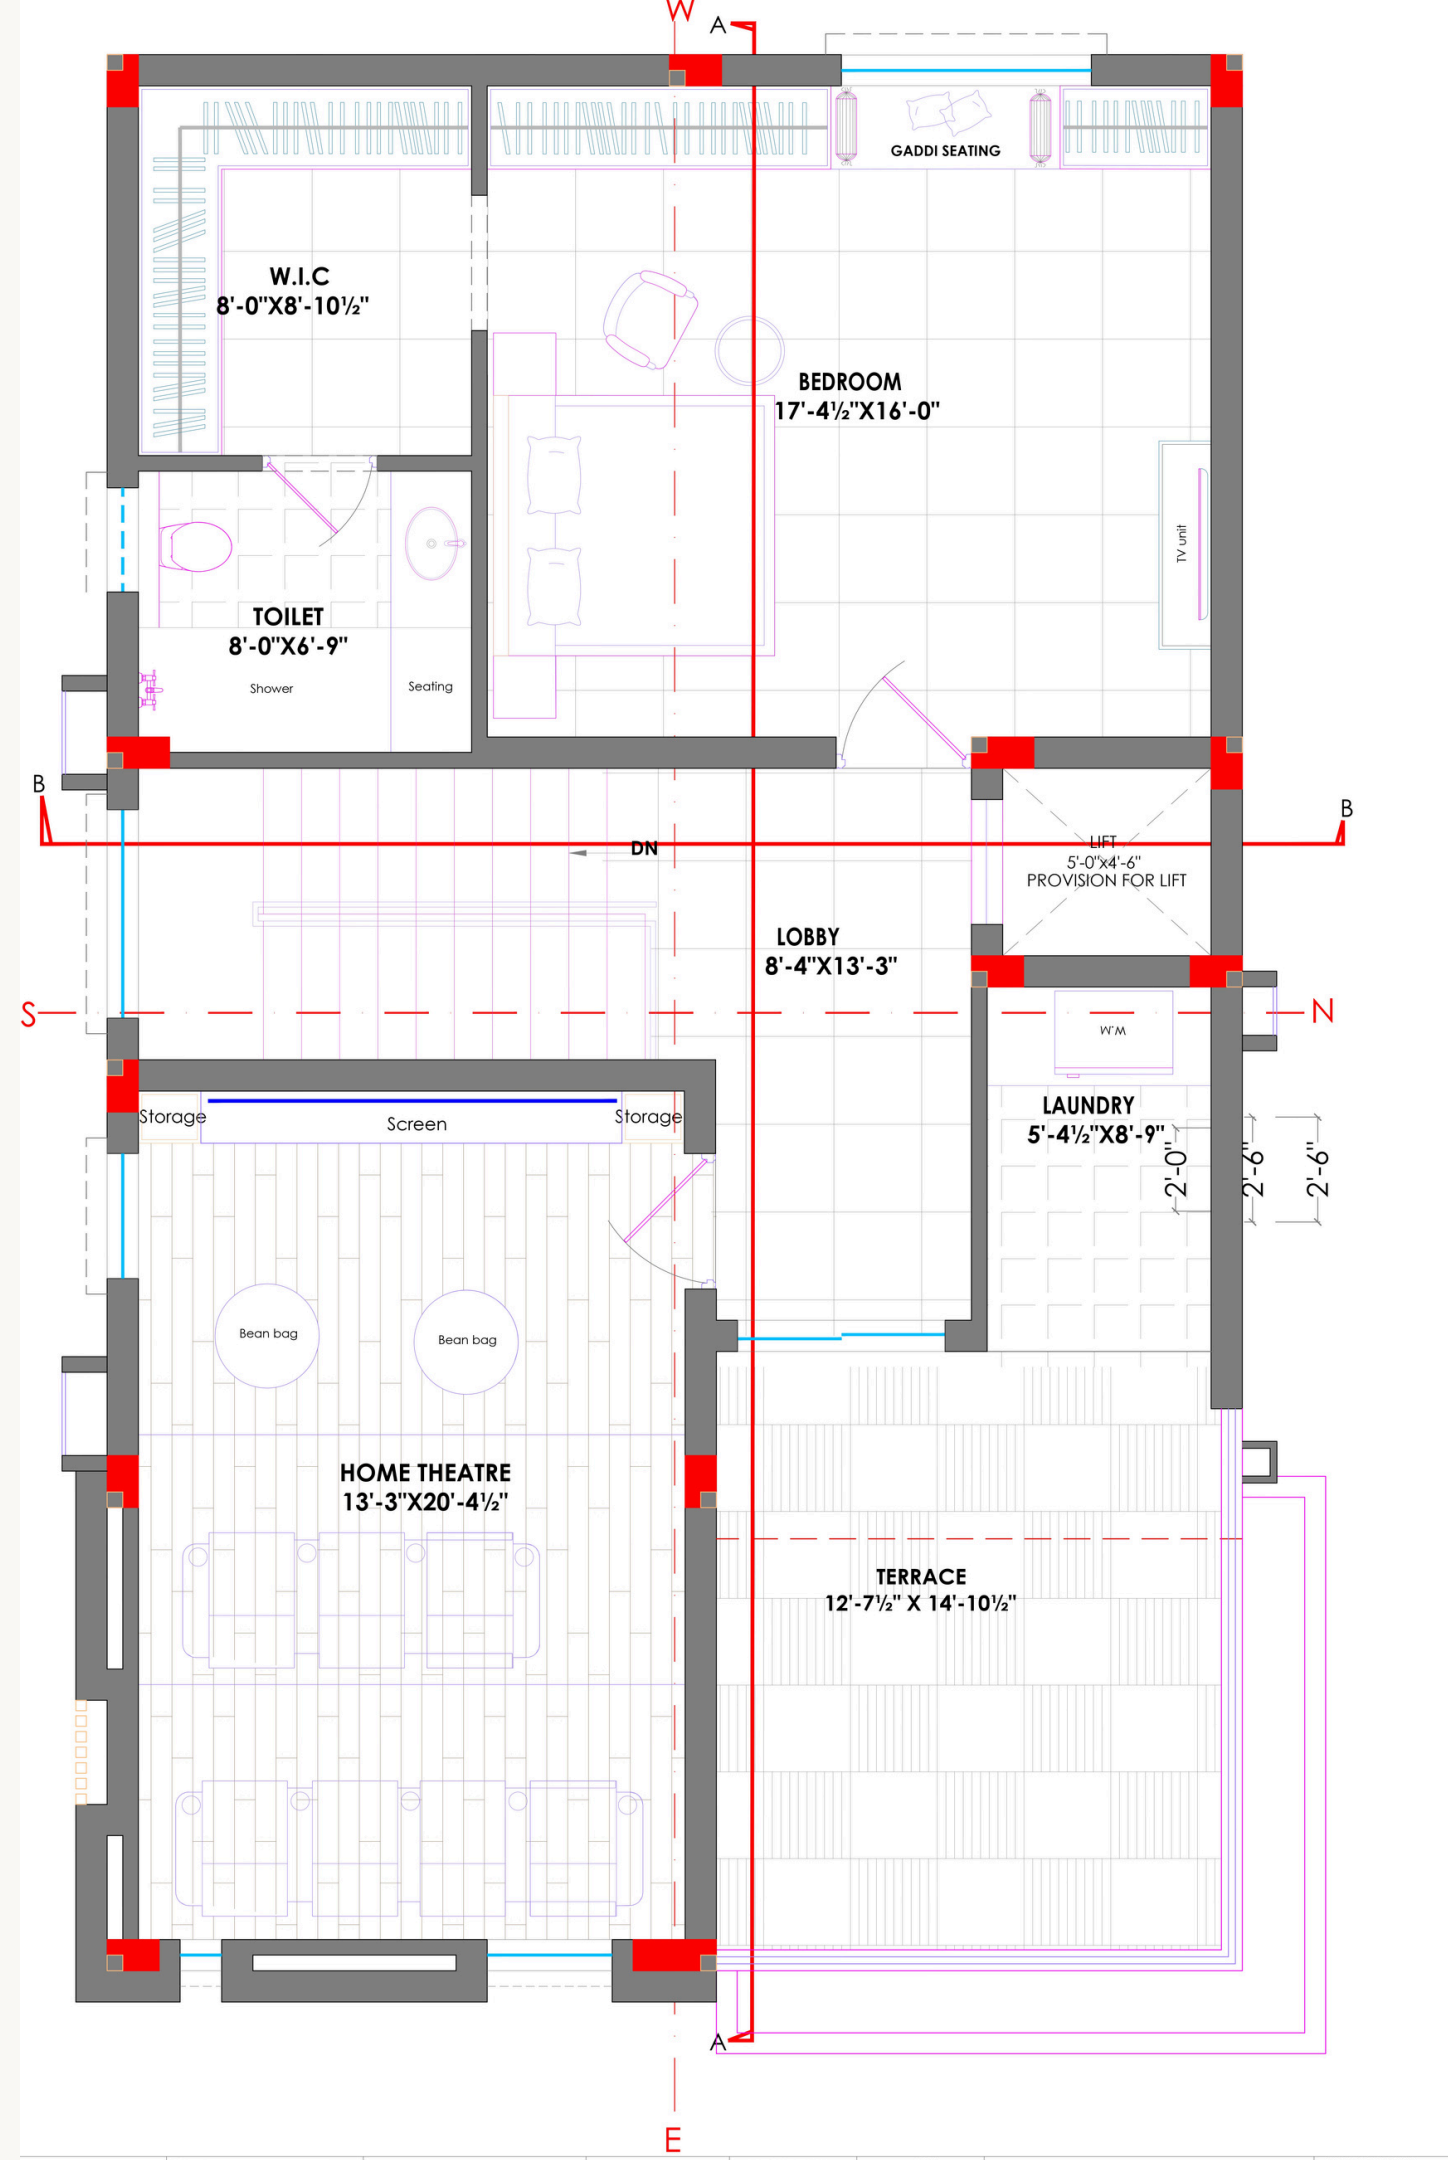 W
A
GADDI SEATING
W.I.C
8'-0"X8'-10½"
BEDROOM
17'-4½"X16'-0"
TV unit
TOILET
8'-0"X6'-9"
Shower
Seating
B
B
DN
LIFT
5'-0"x4'-6"
PROVISION FOR LIFT
LOBBY
8'-4"X13'-3"
S
N
W.M
Storage
Screen
Storage
LAUNDRY
5'-4½"X8'-9"
2'-0"
2'-6"
2'-6"
Bean bag
Bean bag
HOME THEATRE
13'-3"X20'-4½"
TERRACE
12'-7½" X 14'-10½"
A
E